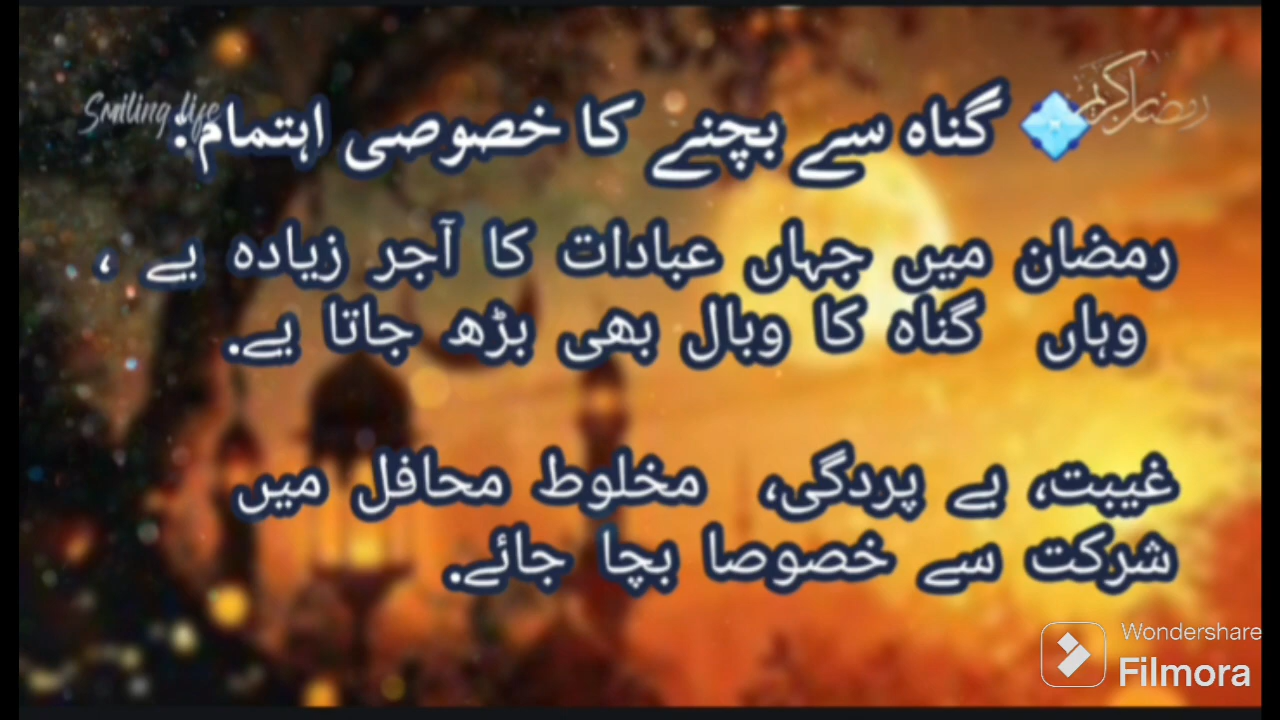 رمضان كريم
Smiling life
💠 گناہ سے بچنے کا خصوصی اہتمام:
رمضان میں جہاں عبادات کا آجر زیادہ ہے ،
وہاں گناہ کا وبال بھی بڑھ جاتا ہے.
غیبت، بے پردگی، مخلوط محافل میں
شرکت سے خصوصا بچا جائے.
Wondershare
Filmora